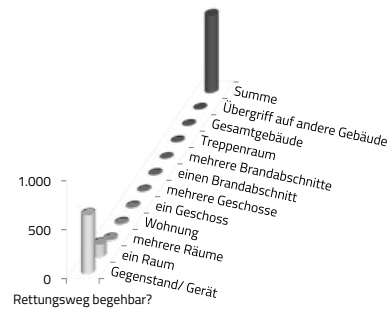 Summe
Übergriff auf andere Gebäude
Gesamtgebäude
Treppenraum
mehrere Brandabschnitte
einen Brandabschnitt
mehrere Geschosse
ein Geschoss
Wohnung
mehrere Räume
ein Raum
Gegenstand/ Gerät
1.000
500
0
Rettungsweg begehbar?